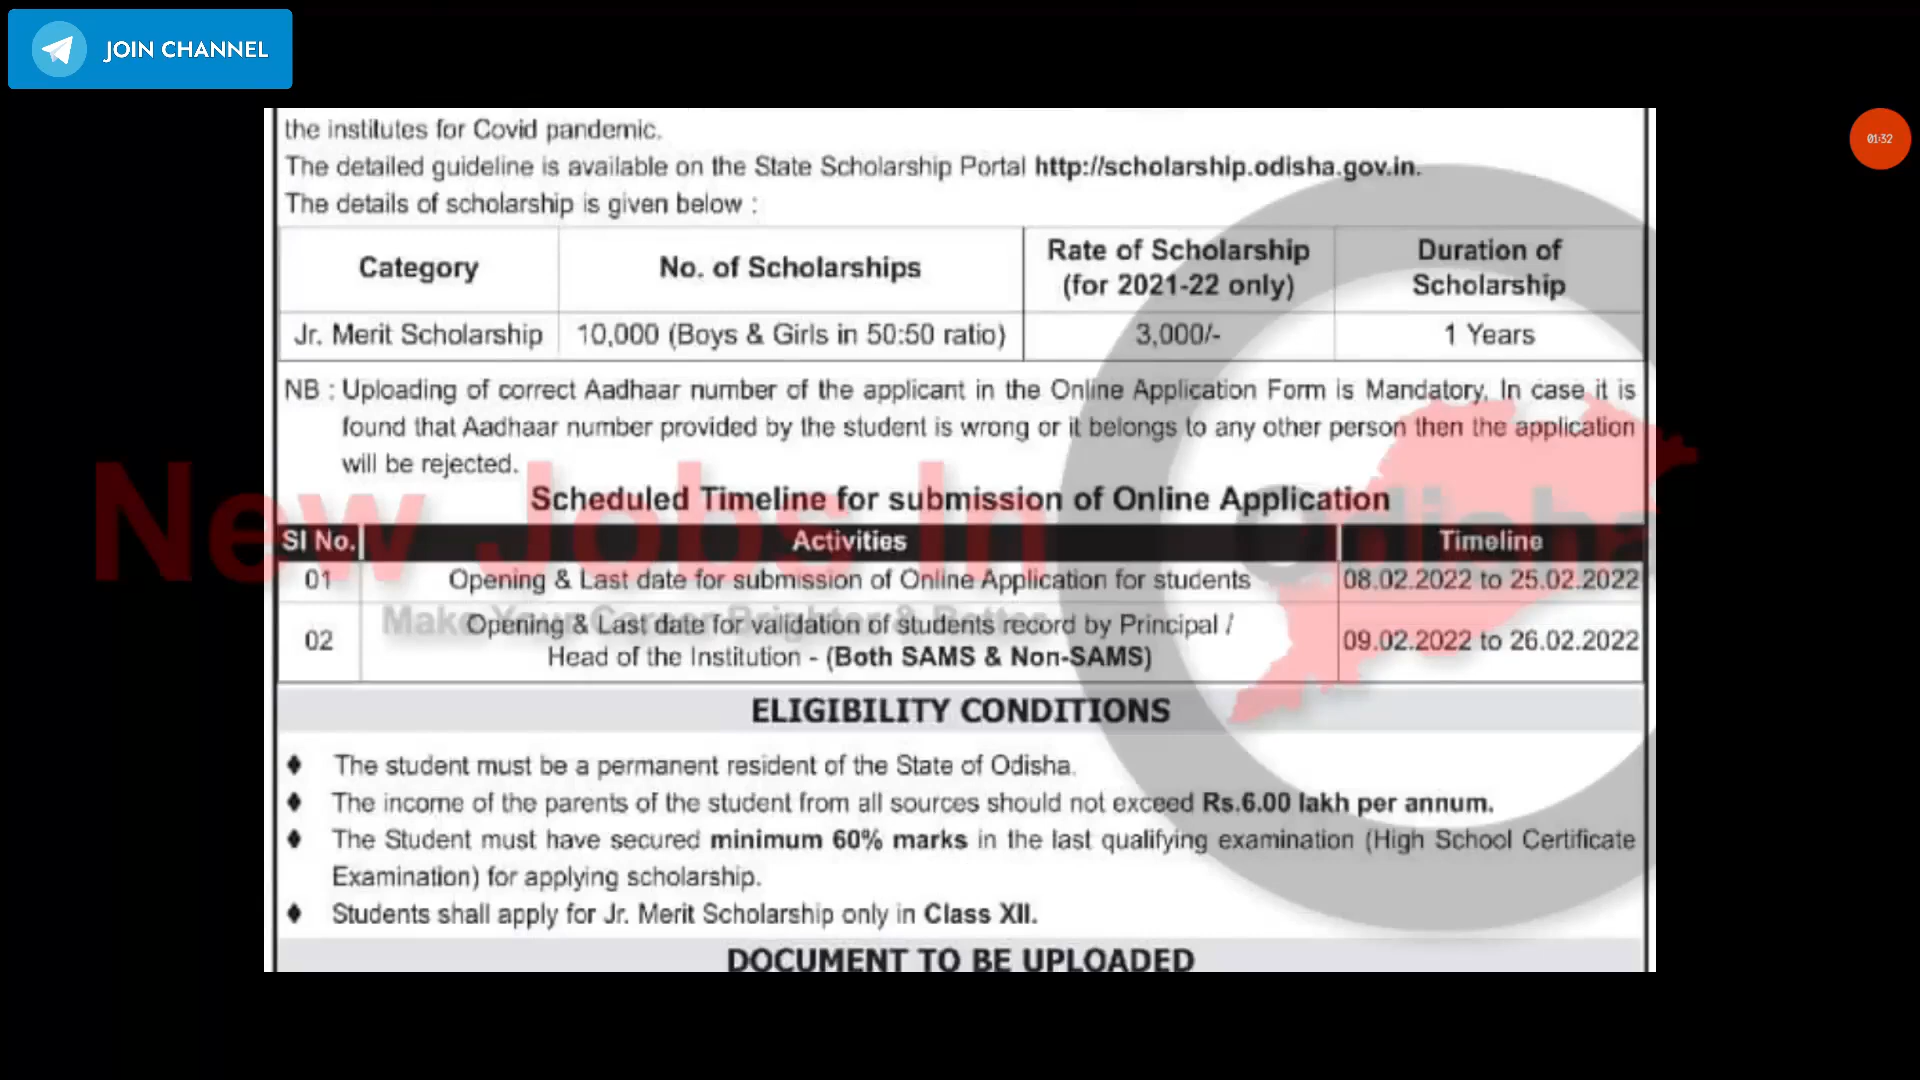 JOIN CHANNEL
01:32
the institutes for Covid pandemic.
The detailed guideline is available on the State Scholarship Portal http://scholarship.odisha.gov.in.
The details of scholarship is given below :
Category No. of Scholarships Rate of Scholarship (for 2021-22 only) Duration of Scholarship
Jr. Merit Scholarship 10,000 (Boys & Girls in 50:50 ratio) 3,000/- 1 Years
NB : Uploading of correct Aadhaar number of the applicant in the Online Application Form is Mandatory. In case it is
found that Aadhaar number provided by the student is wrong or it belongs to any other person then the application
will be rejected.
New Jobs In Odisha
Scheduled Timeline for submission of Online Application
Sl No. Activities Timeline
01 Opening & Last date for submission of Online Application for students 08.02.2022 to 25.02.2022
Make Your Career Brighter &
02 Opening & Last date for validation of students record by Principal / Head of the Institution - (Both SAMS & Non-SAMS) 09.02.2022 to 26.02.2022
ELIGIBILITY CONDITIONS
♦ The student must be a permanent resident of the State of Odisha.
♦ The income of the parents of the student from all sources should not exceed Rs.6.00 lakh per annum.
♦ The Student must have secured minimum 60% marks in the last qualifying examination (High School Certificate
Examination) for applying scholarship.
♦ Students shall apply for Jr. Merit Scholarship only in Class XII.
DOCUMENT TO BE UPLOADED